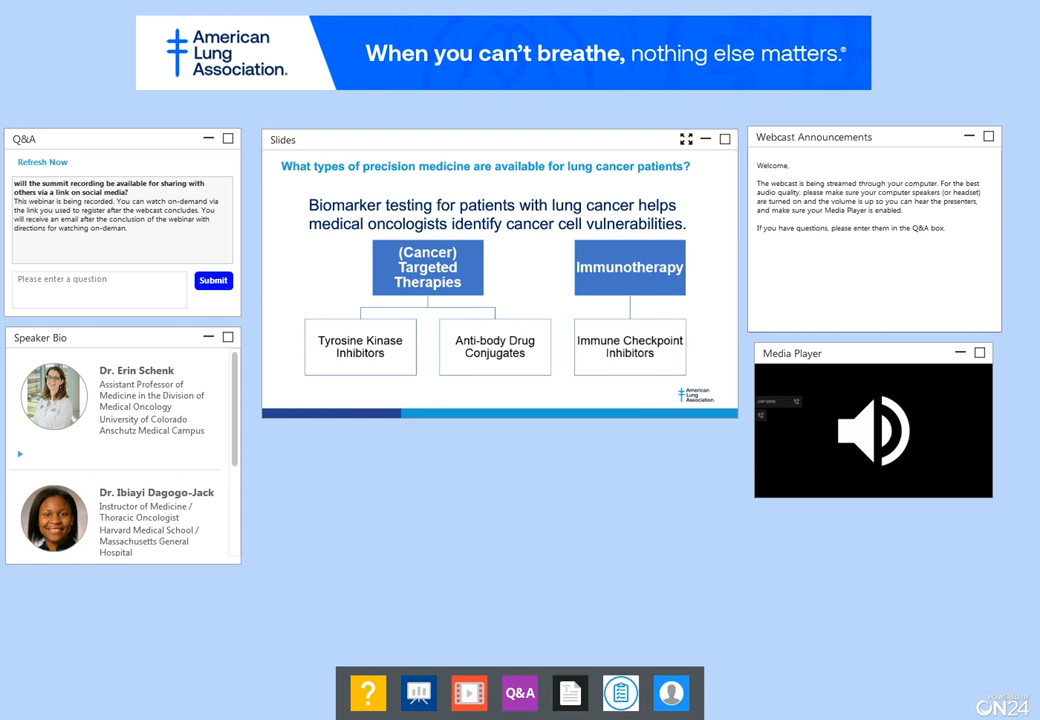 American
Lung
Association.
When you can't breathe, nothing else matters.®
Q&A
Refresh Now
will the summit recording be available for sharing with
others via a link on social media?
This webinar is being recorded. You can watch on-demand via
the link you used to register after the webcast concludes. You
will receive an email after the conclusion of the webinar with
directions for watching on-deman.
Please enter a question
Submit
Speaker Bio
Dr. Erin Schenk
Assistant Professor of
Medicine in the Division of
Medical Oncology
University of Colorado
Anschutz Medical Campus
Dr. Ibiayi Dagogo-Jack
Instructor of Medicine /
Thoracic Oncologist
Harvard Medical School /
Massachusetts General
Hospital
Slides
What types of precision medicine are available for lung cancer patients?
Biomarker testing for patients with lung cancer helps
medical oncologists identify cancer cell vulnerabilities.
(Cancer)
Targeted
Therapies
Immunotherapy
Tyrosine Kinase
Inhibitors
Anti-body Drug
Conjugates
Immune Checkpoint
Inhibitors
American
Lung
Association.
Webcast Announcements
Welcome,
The webcast is being streamed through your computer. For the best
audio quality, please make sure your computer speakers (or headset)
are turned on and the volume is up so you can hear the presenters,
and make sure your Media Player is enabled.
If you have questions, please enter them in the Q&A box.
Media Player
?
Q&A
POWERED BY
ON24